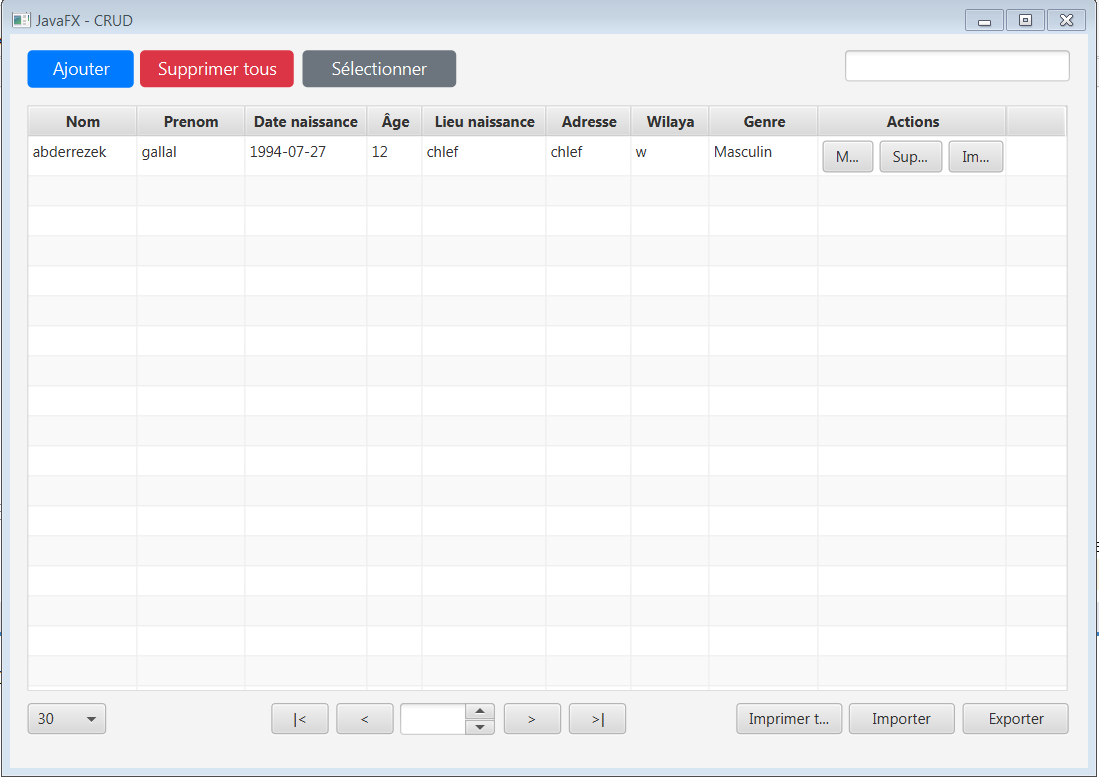 JavaFX - CRUD
Ajouter Supprimer tous Sélectionner
Nom Prenom Date naissance Âge Lieu naissance Adresse Wilaya Genre Actions
abderrezek gallal 1994-07-27 12 chlef chlef w Masculin M... Sup... Im...
30 |< < > >| Imprimer t... Importer Exporter